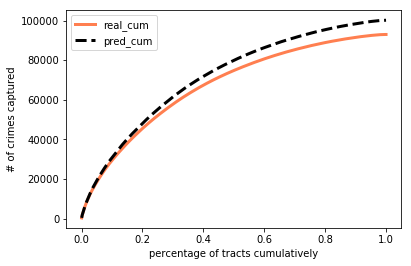 real_cum
pred_cum
100000
80000
60000
40000
20000
0
# of crimes captured
0.0 0.2 0.4 0.6 0.8 1.0
percentage of tracts cumulatively